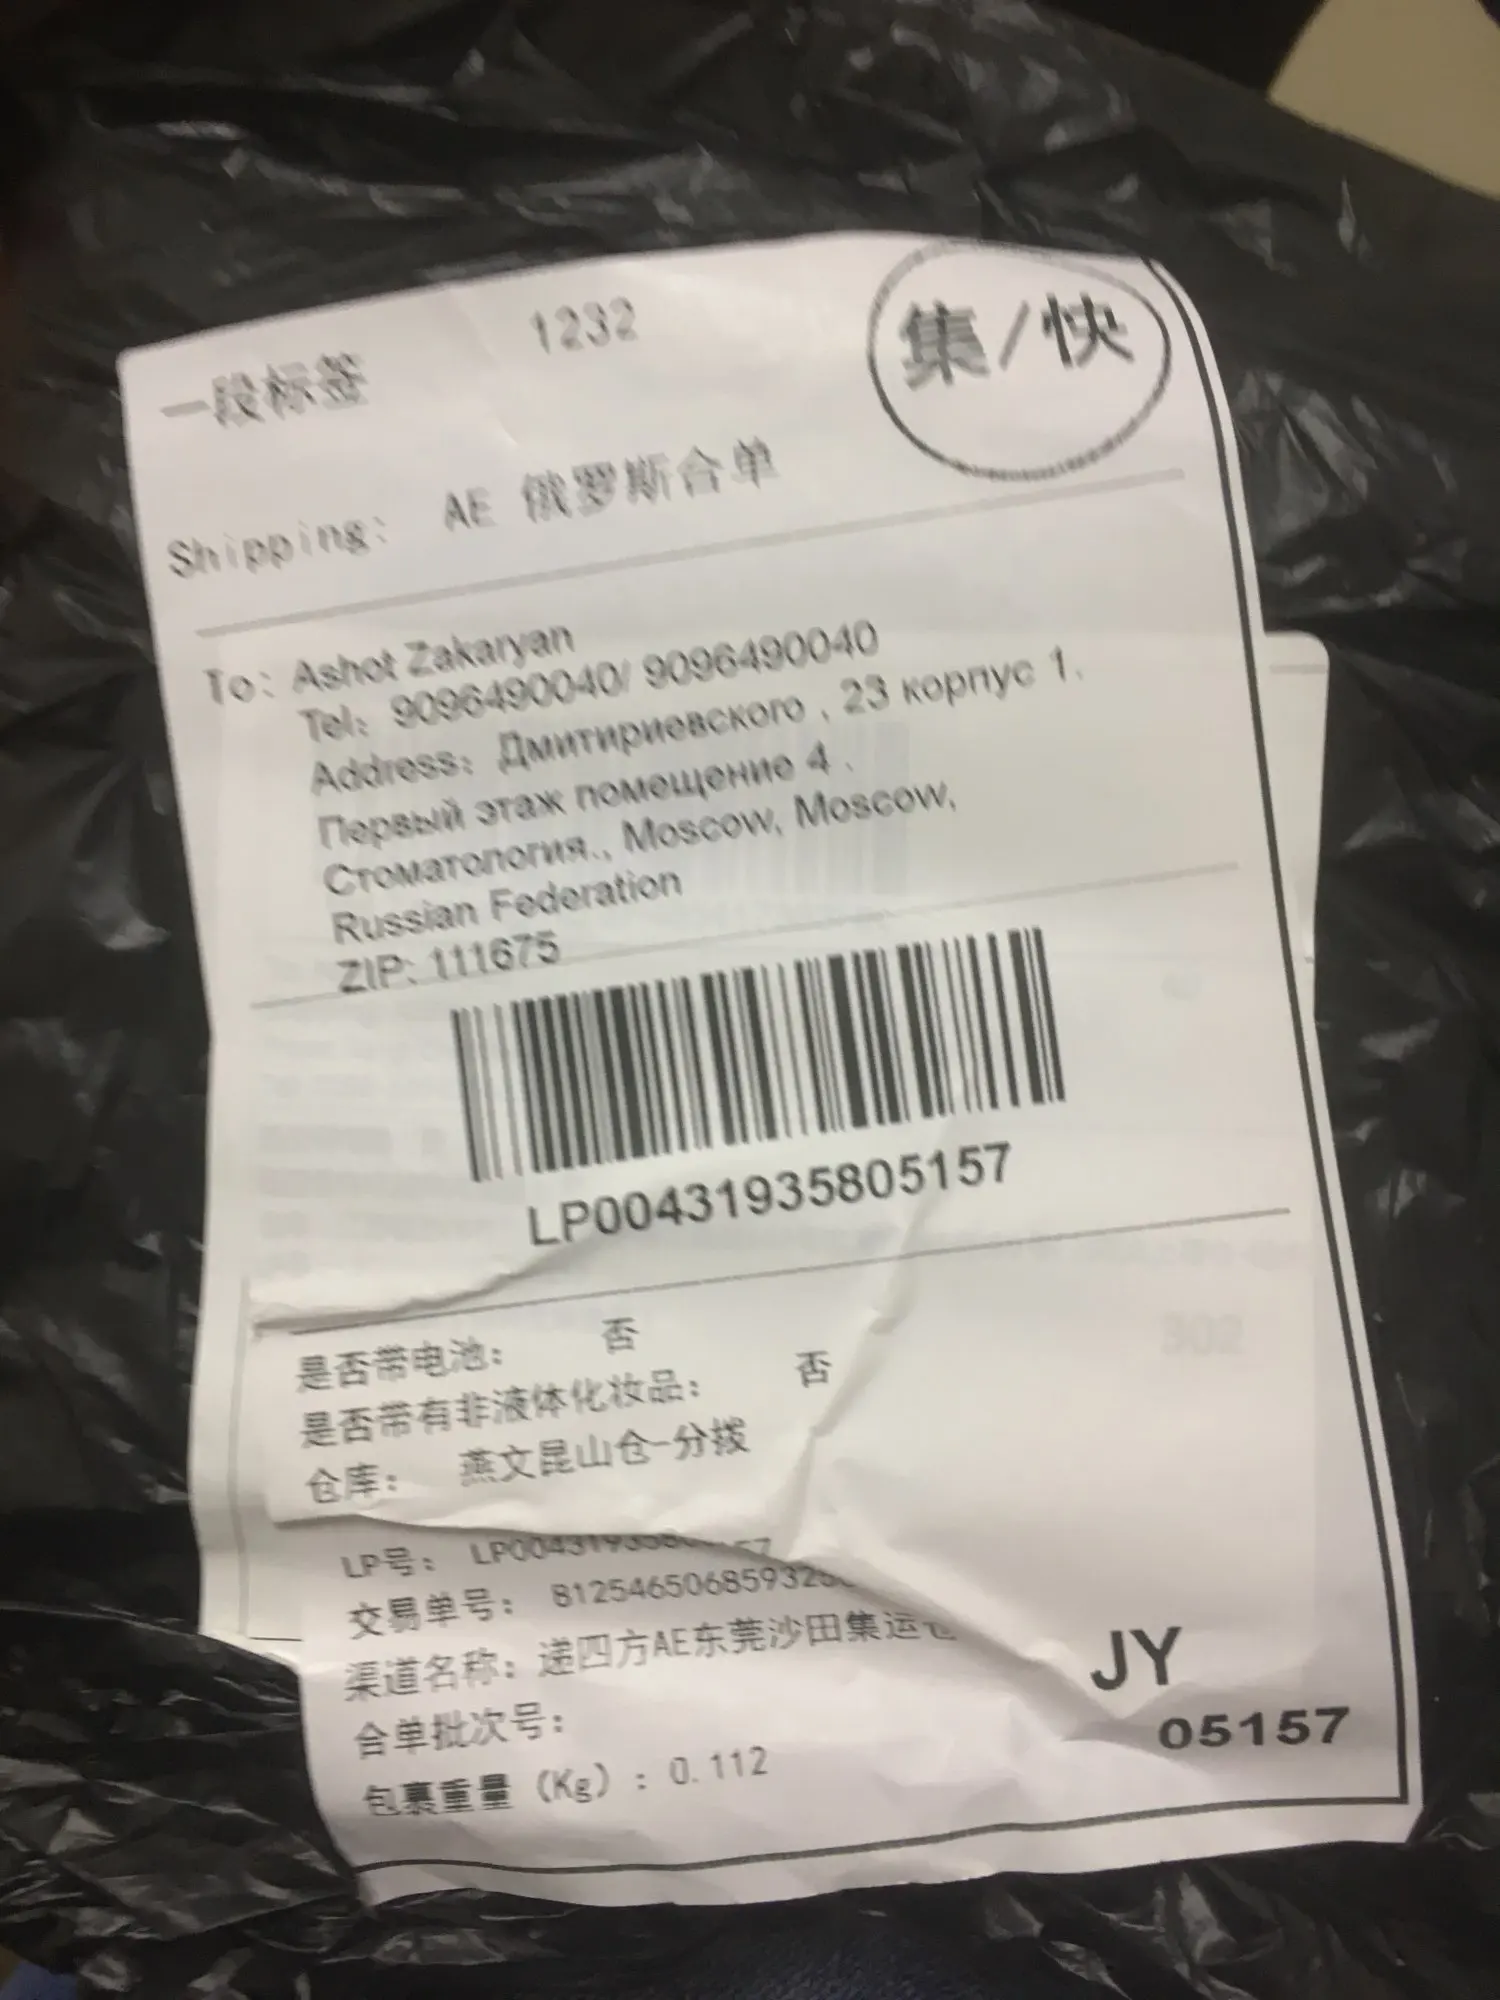 1232
集/快
一段标签
Shipping: AE 俄罗斯合单
To: Ashot Zakaryan
Tel: 9096490040/ 9096490040
Address: Дмитириевского , 23 корпус 1.
Первый этаж помещение 4 .
Стоматология., Moscow, Moscow,
Russian Federation
ZIP: 111675
LP00431935805157
是否带电池: 否
是否带有非液体化妆品: 否
仓库: 燕文昆山仓-分拨
302
LP号:
交易单号:
渠道名称: 递四方AE东莞沙田集运仓
合单批次号:
包裹重量 (Kg) : 0.112
JY
05157